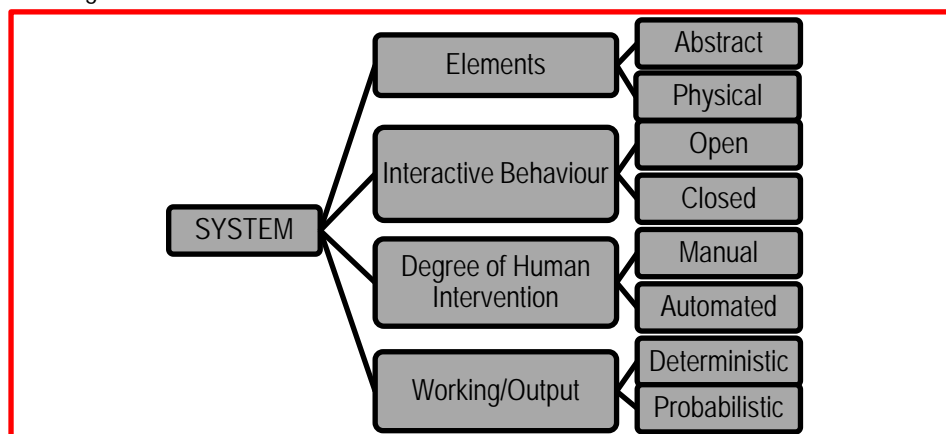 Elements
Abstract
Physical
Interactive Behaviour
Open
Closed
SYSTEM
Degree of Human
Intervention
Manual
Automated
Working/Output
Deterministic
Probabilistic